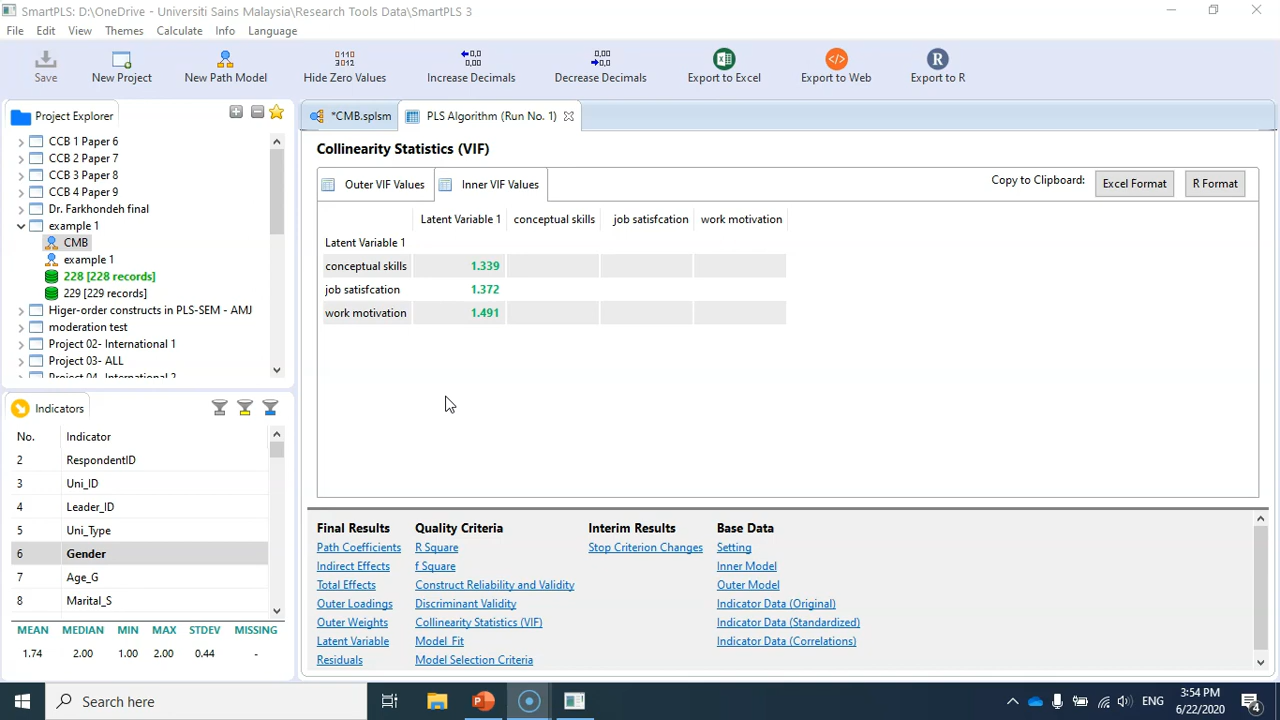 SmartPLS: D:\OneDrive - Universiti Sains Malaysia\Research Tools Data\SmartPLS 3
File Edit View Themes Calculate Info Language
Save New Project New Path Model Hide Zero Values Increase Decimals Decrease Decimals Export to Excel Export to Web Export to R
Project Explorer
CCB 1 Paper 6
CCB 2 Paper 7
CCB 3 Paper 8
CCB 4 Paper 9
Dr. Farkhondeh final
example 1
CMB
example 1
228 [228 records]
229 [229 records]
Higer-order constructs in PLS-SEM - AMJ
moderation test
Project 02- International 1
Project 03- ALL
Project 04- International 2
Indicators
No. Indicator
2 RespondentID
3 Uni_ID
4 Leader_ID
5 Uni_Type
6 Gender
7 Age_G
8 Marital_S
MEAN MEDIAN MIN MAX STDEV MISSING
1.74 2.00 1.00 2.00 0.44 -
*CMB.splsm PLS Algorithm (Run No. 1)
Collinearity Statistics (VIF)
Outer VIF Values Inner VIF Values Copy to Clipboard: Excel Format R Format
Latent Variable 1 conceptual skills job satisfcation work motivation
Latent Variable 1
conceptual skills 1.339
job satisfcation 1.372
work motivation 1.491
Final Results Quality Criteria Interim Results Base Data
Path Coefficients R Square Stop Criterion Changes Setting
Indirect Effects f Square Inner Model
Total Effects Construct Reliability and Validity Outer Model
Outer Loadings Discriminant Validity Indicator Data (Original)
Outer Weights Collinearity Statistics (VIF) Indicator Data (Standardized)
Latent Variable Model_Fit Indicator Data (Correlations)
Residuals Model Selection Criteria
Search here ENG 3:54 PM
6/22/2020 4